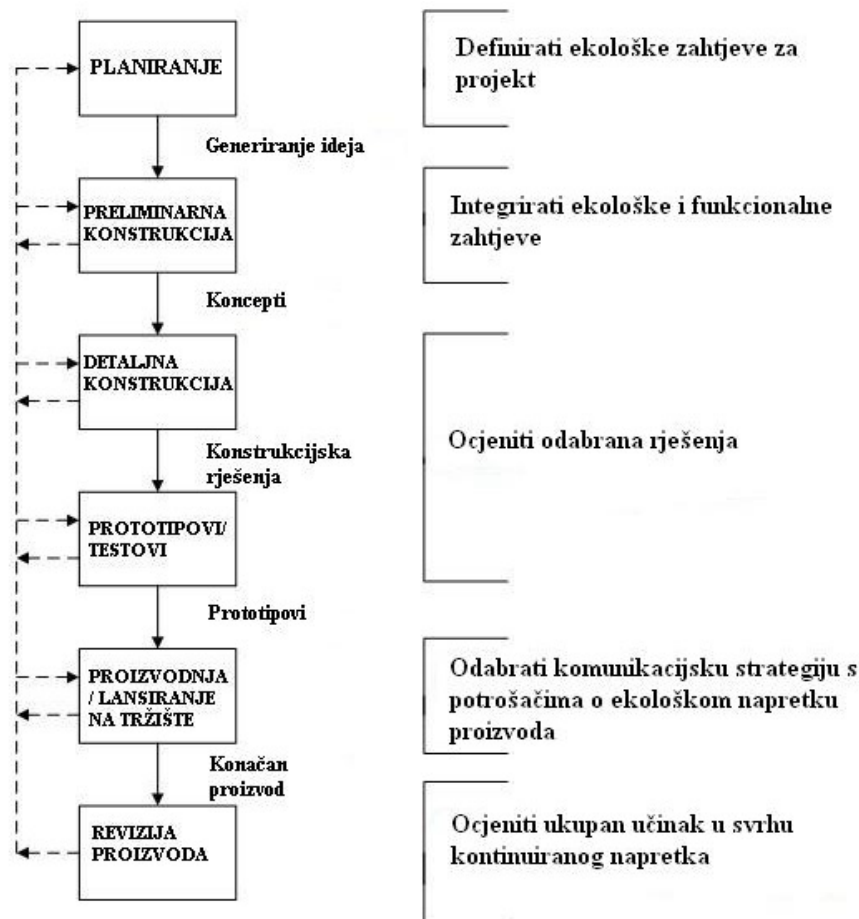 PLANIRANJE
Definirati ekološke zahtjeve za
projekt
Generiranje ideja
PRELIMINARNA
KONSTRUKCIJA
Integrirati ekološke i funkcionalne
zahtjeve
Koncepti
DETALJNA
KONSTRUKCIJA
Konstrukcijska
rješenja
Ocjeniti odabrana rješenja
PROTOTIPOVI/
TESTOVI
Prototipovi
PROIZVODNJA
/ LANSIRANJE
NA TRŽIŠTE
Odabrati komunikacijsku strategiju s
potrošačima o ekološkom napretku
proizvoda
Konačan
proizvod
REVIZIJA
PROIZVODA
Ocjeniti ukupan učinak u svrhu
kontinuiranog napretka